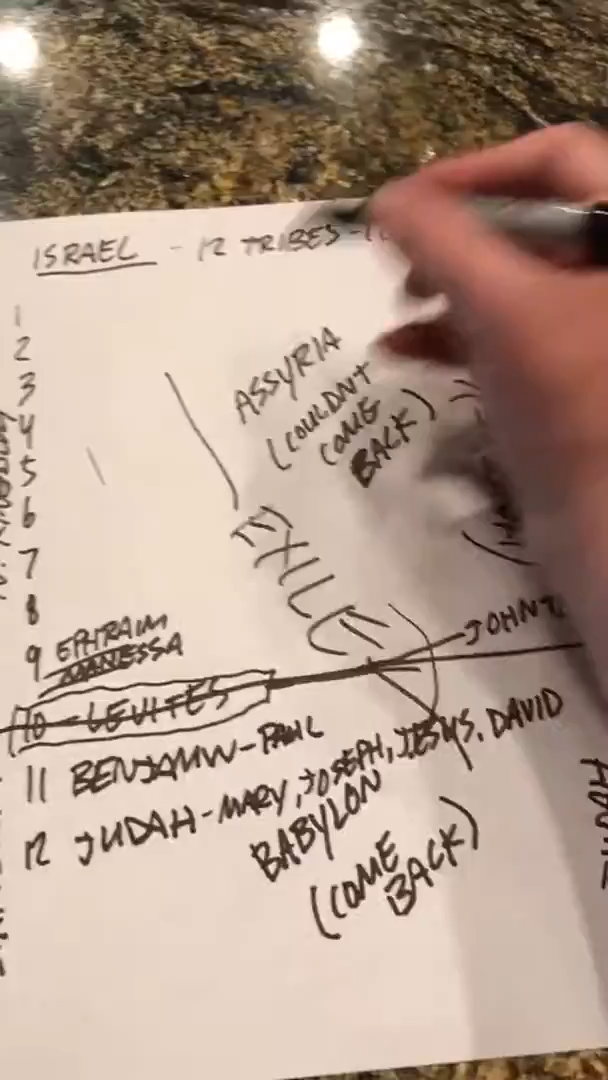 ISRAEL - 12 TRIBES -
1
2
3
4
5
6
7
8
9 EPHRAIM
MANESSA
10 - LEVITES
11 BENJAMIN - PAUL
12 JUDAH - MARY, JOSEPH, JESUS, DAVID
ASSYRIA
(COULDNT
COME
BACK)
EXILE
JOHN
BABYLON
(COME
BACK)